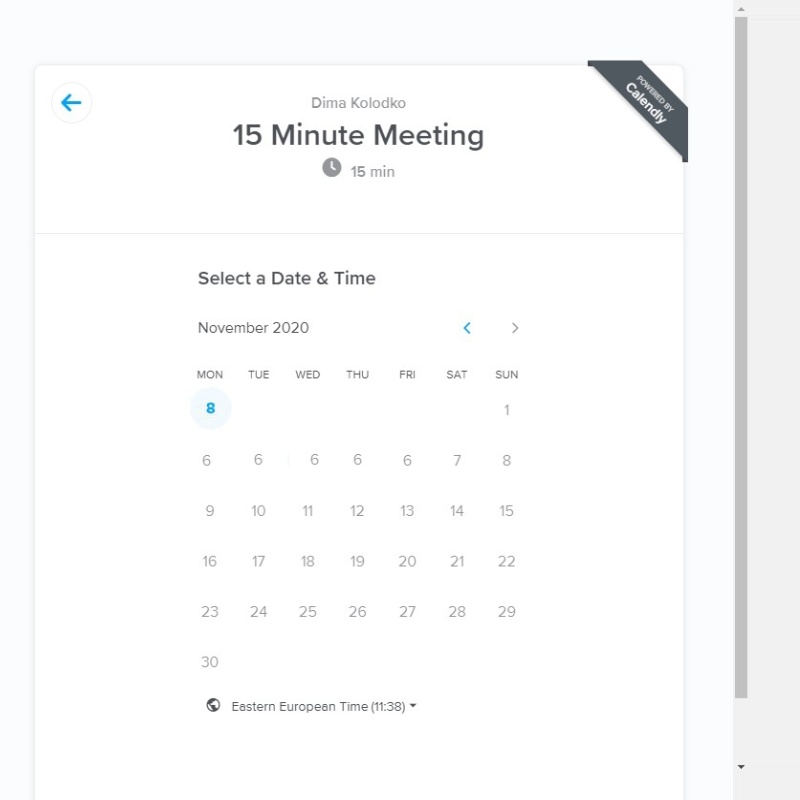 POWERED BY
Calendly
Dima Kolodko
15 Minute Meeting
15 min
Select a Date & Time
November 2020
MON TUE WED THU FRI SAT SUN
8 1
6 6 6 6 6 7 8
9 10 11 12 13 14 15
16 17 18 19 20 21 22
23 24 25 26 27 28 29
30
Eastern European Time (11:38)